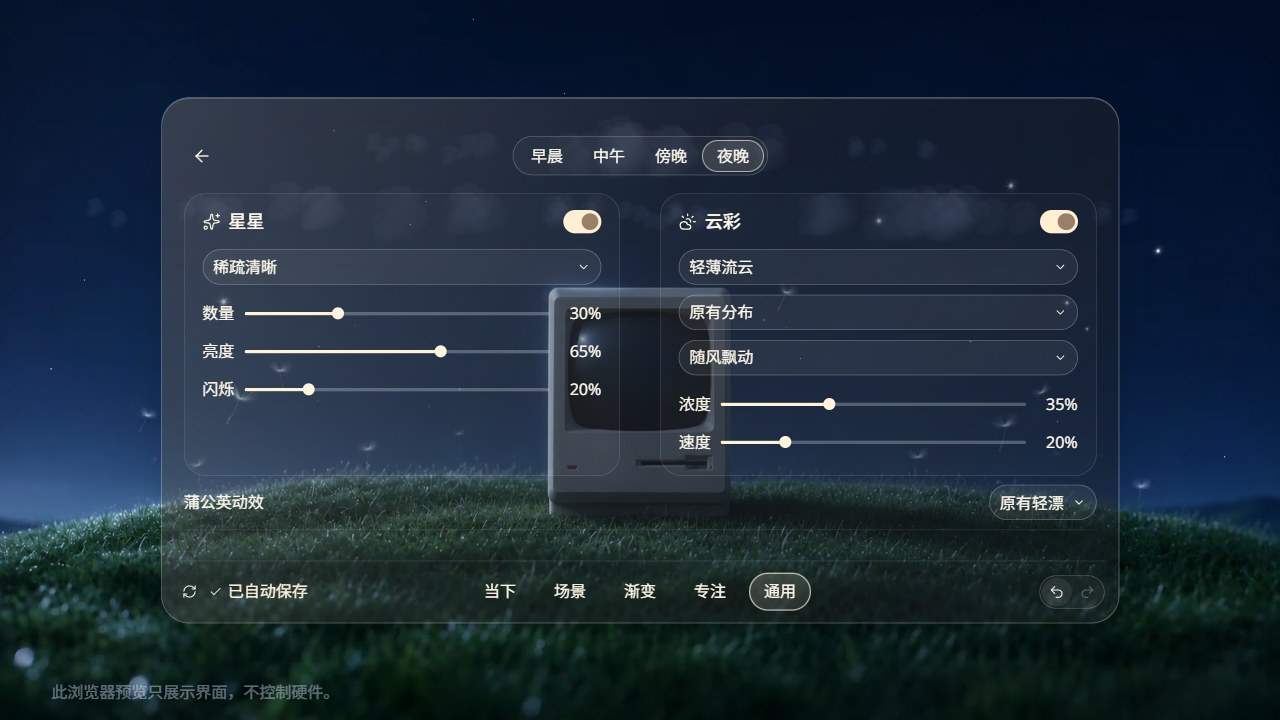 早晨 中午 傍晚 夜晚
星星
稀疏清晰
数量 30%
亮度 65%
闪烁 20%
云彩
轻薄流云
原有分布
随风飘动
浓度 35%
速度 20%
蒲公英动效 原有轻漂
已自动保存 当下 场景 渐变 专注 通用
此浏览器预览只展示界面，不控制硬件。